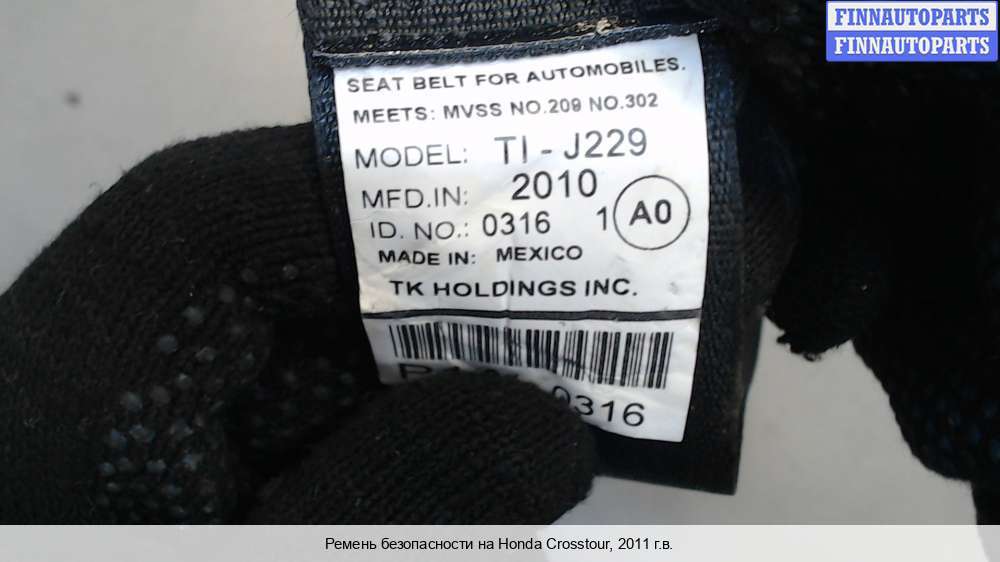 FINNAUTOPARTS
FINNAUTOPARTS
SEAT BELT FOR AUTOMOBILES.
MEETS: MVSS NO.209 NO.302
MODEL: TI - J229
MFD.IN: 2010
ID. NO.: 0316 1 A0
MADE IN: MEXICO
TK HOLDINGS INC.
0316
Ремень безопасности на Honda Crosstour, 2011 г.в.